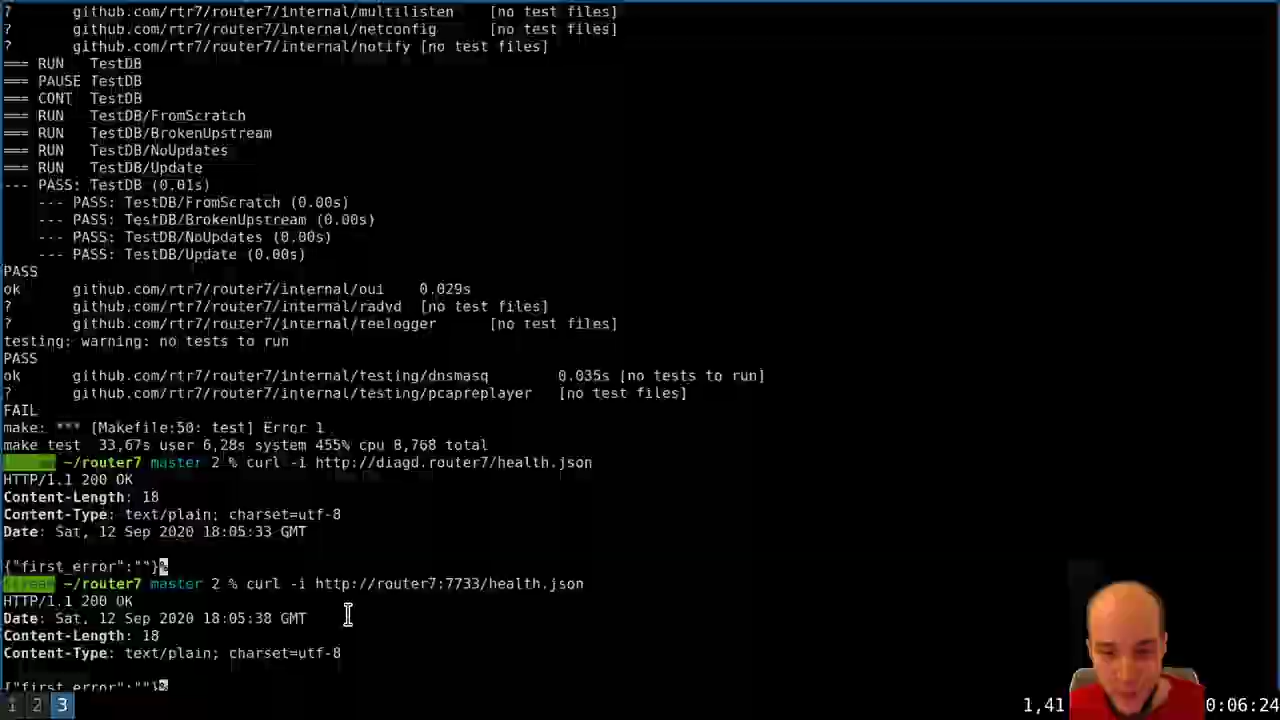 ?       github.com/rtr7/router7/internal/multilisten    [no test files]
?       github.com/rtr7/router7/internal/netconfig      [no test files]
?       github.com/rtr7/router7/internal/notify [no test files]
=== RUN   TestDB
=== PAUSE TestDB
=== CONT  TestDB
=== RUN   TestDB/FromScratch
=== RUN   TestDB/BrokenUpstream
=== RUN   TestDB/NoUpdates
=== RUN   TestDB/Update
--- PASS: TestDB (0.01s)
    --- PASS: TestDB/FromScratch (0.00s)
    --- PASS: TestDB/BrokenUpstream (0.00s)
    --- PASS: TestDB/NoUpdates (0.00s)
    --- PASS: TestDB/Update (0.00s)
PASS
ok      github.com/rtr7/router7/internal/oui    0.029s
?       github.com/rtr7/router7/internal/radvd  [no test files]
?       github.com/rtr7/router7/internal/teelogger      [no test files]
testing: warning: no tests to run
PASS
ok      github.com/rtr7/router7/internal/testing/dnsmasq        0.035s [no tests to run]
?       github.com/rtr7/router7/internal/testing/pcapreplayer   [no test files]
FAIL
make: *** [Makefile:50: test] Error 1
make test  33,67s user 6,28s system 455% cpu 8,768 total
~/router7 master 2 % curl -i http://diagd.router7/health.json
HTTP/1.1 200 OK
Content-Length: 18
Content-Type: text/plain; charset=utf-8
Date: Sat, 12 Sep 2020 18:05:33 GMT
{"first_error":""}%
~/router7 master 2 % curl -i http://router7:7733/health.json
HTTP/1.1 200 OK
Date: Sat, 12 Sep 2020 18:05:38 GMT
Content-Length: 18
Content-Type: text/plain; charset=utf-8
{"first_error":""}%
1 2 3
1,41
0:06:24